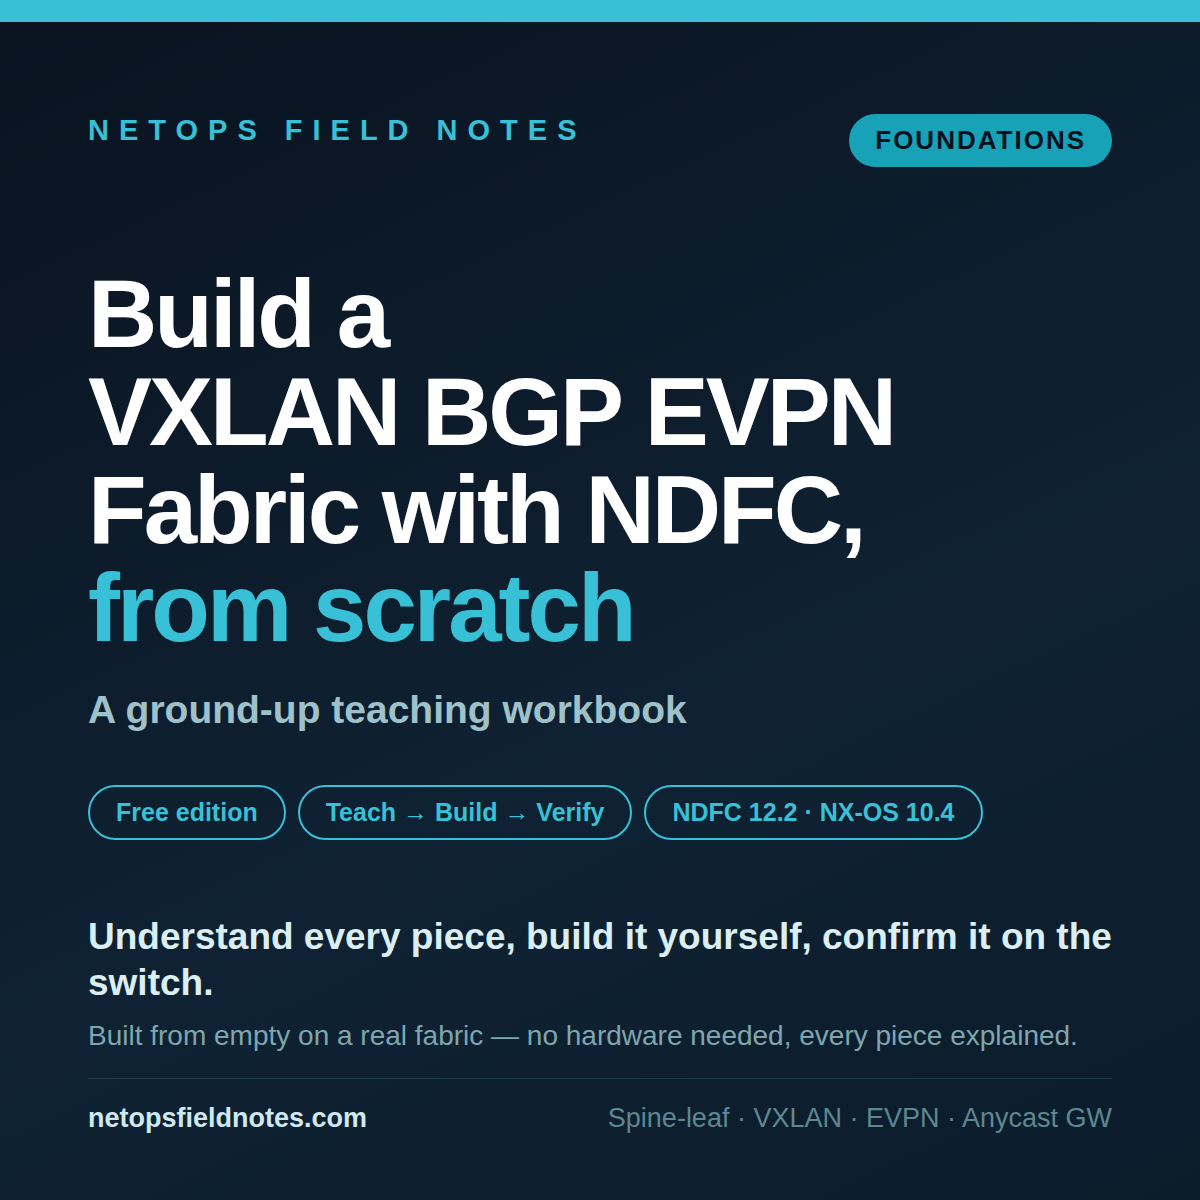 NETOPS FIELD NOTES
FOUNDATIONS
Build a
VXLAN BGP EVPN
Fabric with NDFC,
from scratch
A ground-up teaching workbook
Free edition
Teach → Build → Verify
NDFC 12.2 · NX-OS 10.4
Understand every piece, build it yourself, confirm it on the
switch.
Built from empty on a real fabric — no hardware needed, every piece explained.
netopsfieldnotes.com
Spine-leaf · VXLAN · EVPN · Anycast GW